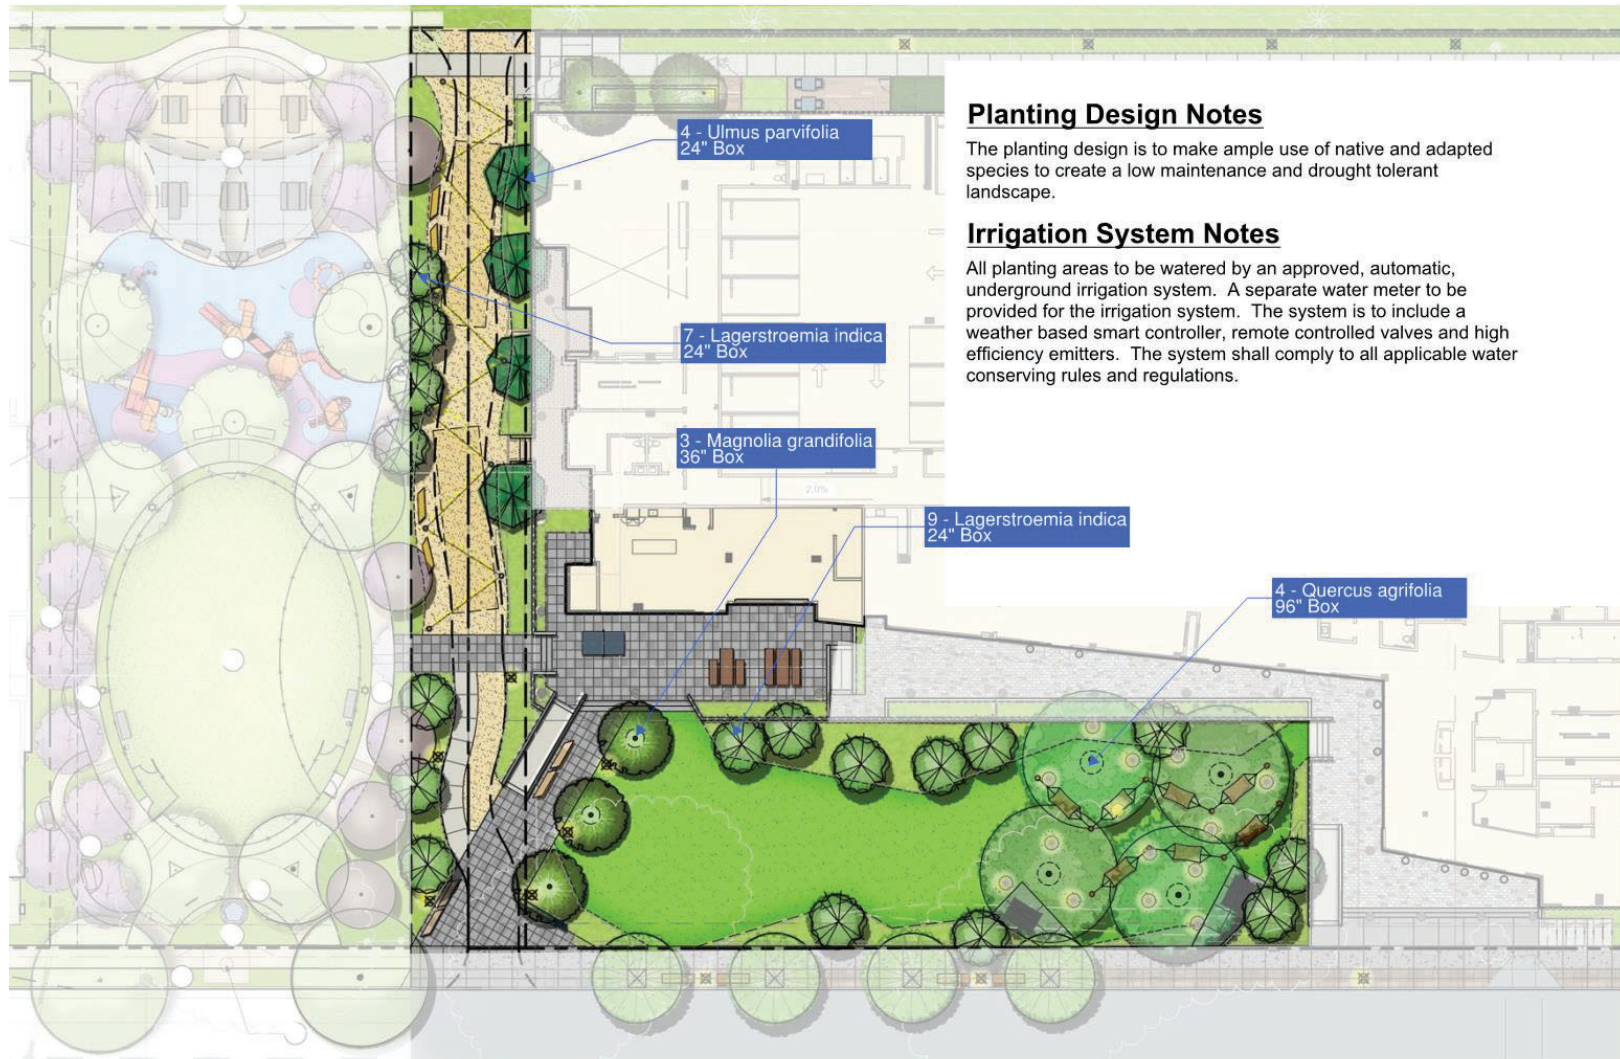 Planting Design Notes
The planting design is to make ample use of native and adapted
species to create a low maintenance and drought tolerant
landscape.
Irrigation System Notes
All planting areas to be watered by an approved, automatic,
underground irrigation system.  A separate water meter to be
provided for the irrigation system.  The system is to include a
weather based smart controller, remote controlled valves and high
efficiency emitters.  The system shall comply to all applicable water
conserving rules and regulations.
4 - Ulmus parvifolia
24" Box
7 - Lagerstroemia indica
24" Box
3 - Magnolia grandifolia
36" Box
2.0%
9 - Lagerstroemia indica
24" Box
4 - Quercus agrifolia
96" Box